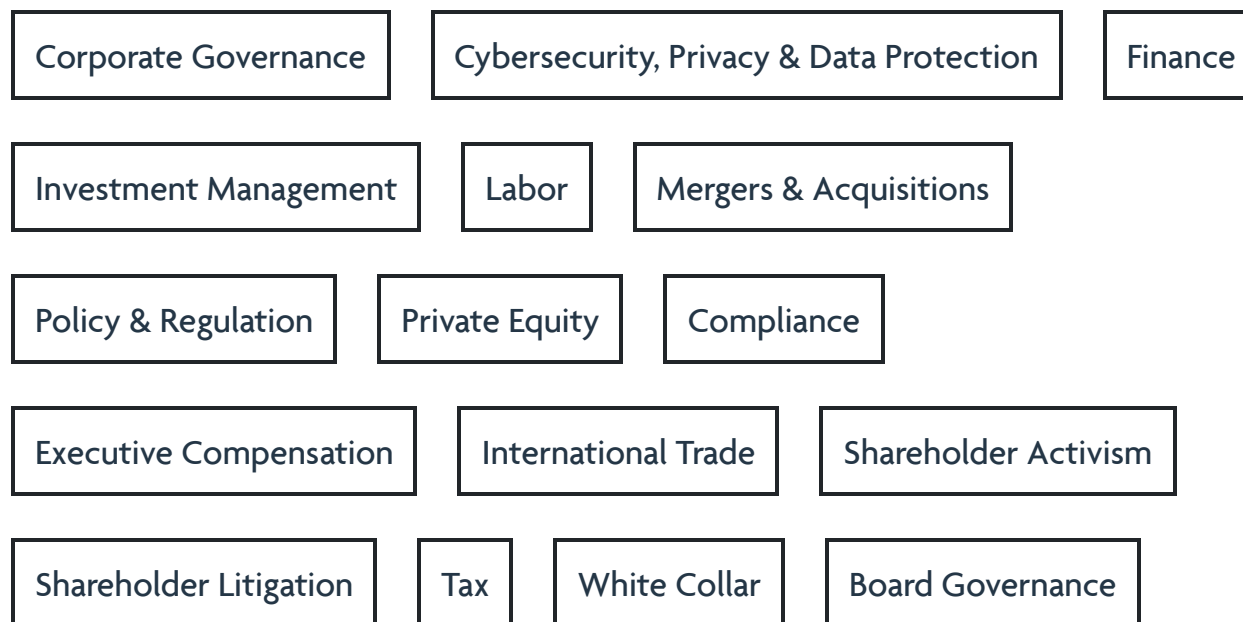 Corporate Governance Cybersecurity, Privacy & Data Protection Finance
Investment Management Labor Mergers & Acquisitions
Policy & Regulation Private Equity Compliance
Executive Compensation International Trade Shareholder Activism
Shareholder Litigation Tax White Collar Board Governance